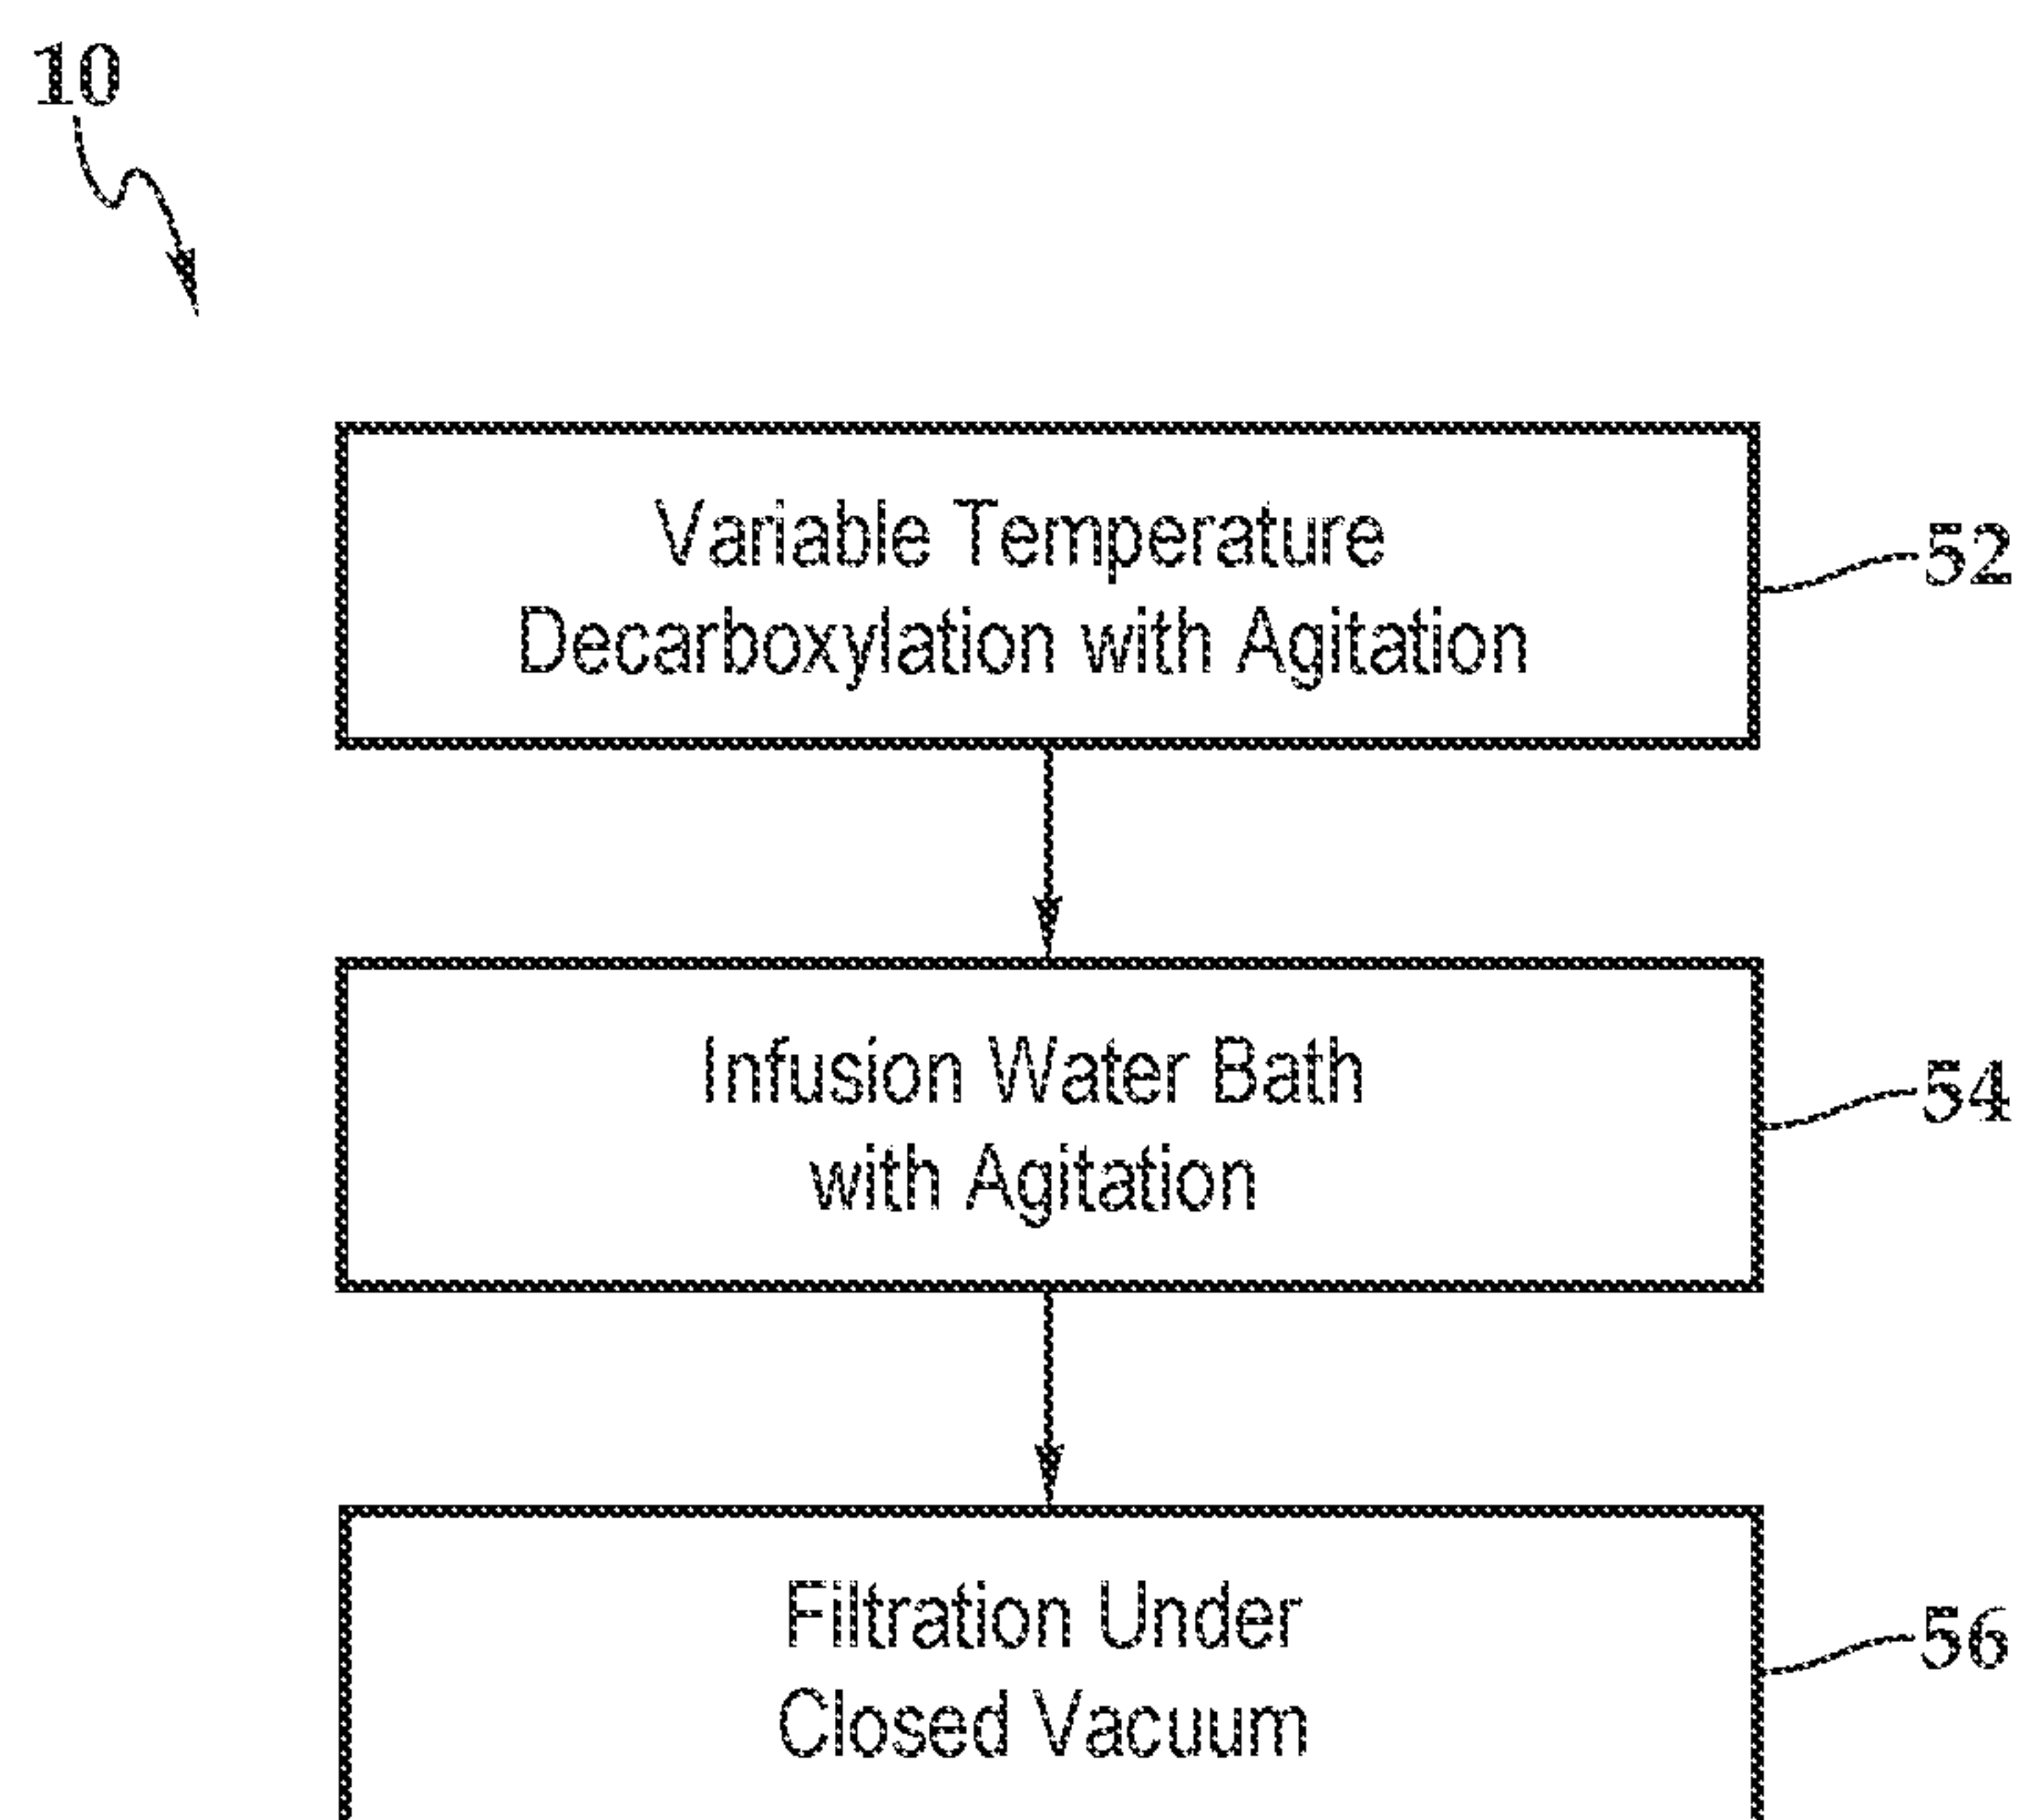 10
Variable Temperature
Decarboxylation with Agitation
52
Infusion Water Bath
with Agitation
54
Filtration Under
Closed Vacuum
56